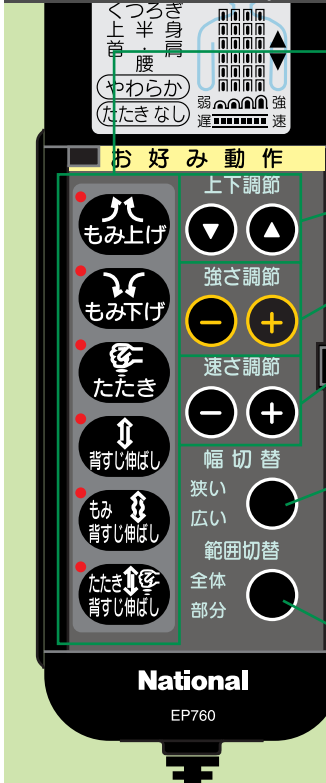 くつろぎ
上半身
首・肩
腰
やわらか
たたきなし
弱 強
遅 速
お好み動作
もみ上げ
もみ下げ
たたき
背すじ伸ばし
もみ
背すじ伸ばし
たたき
背すじ伸ばし
上下調節
強さ調節
速さ調節
幅切替
狭い
広い
範囲切替
全体
部分
National
EP760